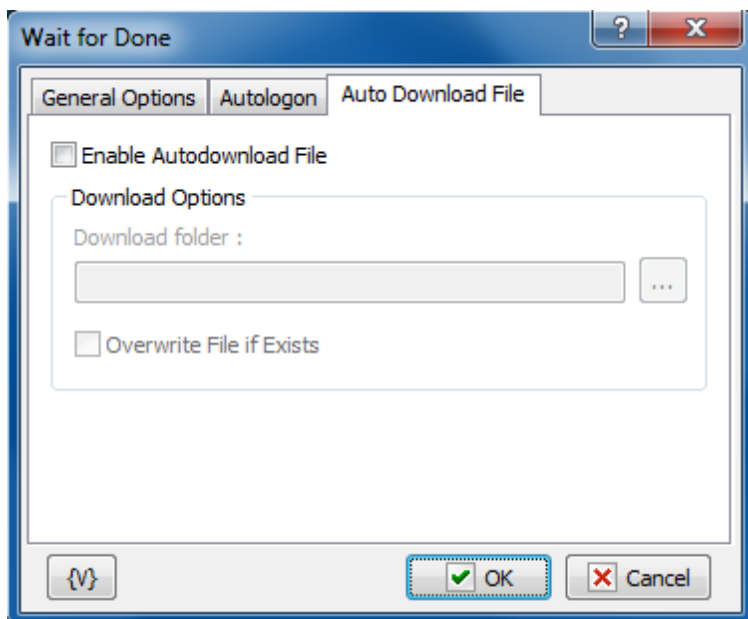 Wait for Done
General Options Autologon Auto Download File
Enable Autodownload File
Download Options
Download folder :
...
Overwrite File if Exists
{V} OK Cancel